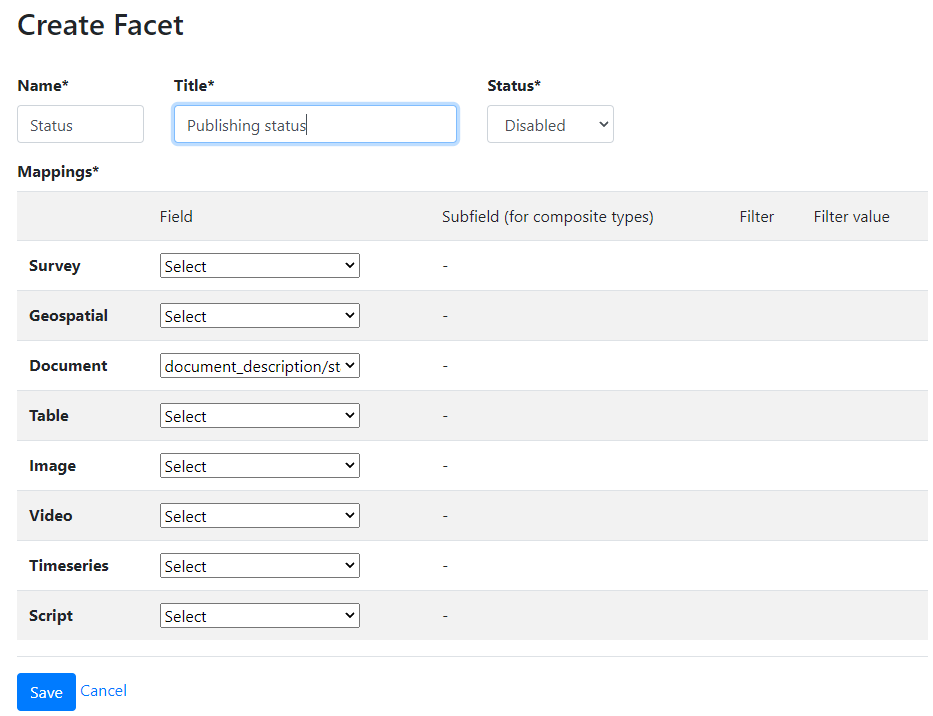 Create Facet
Name* Title* Status*
Status Publishing status Disabled
Mappings*
Field Subfield (for composite types) Filter Filter value
Survey Select -
Geospatial Select -
Document document_description/st -
Table Select -
Image Select -
Video Select -
Timeseries Select -
Script Select -
Save Cancel